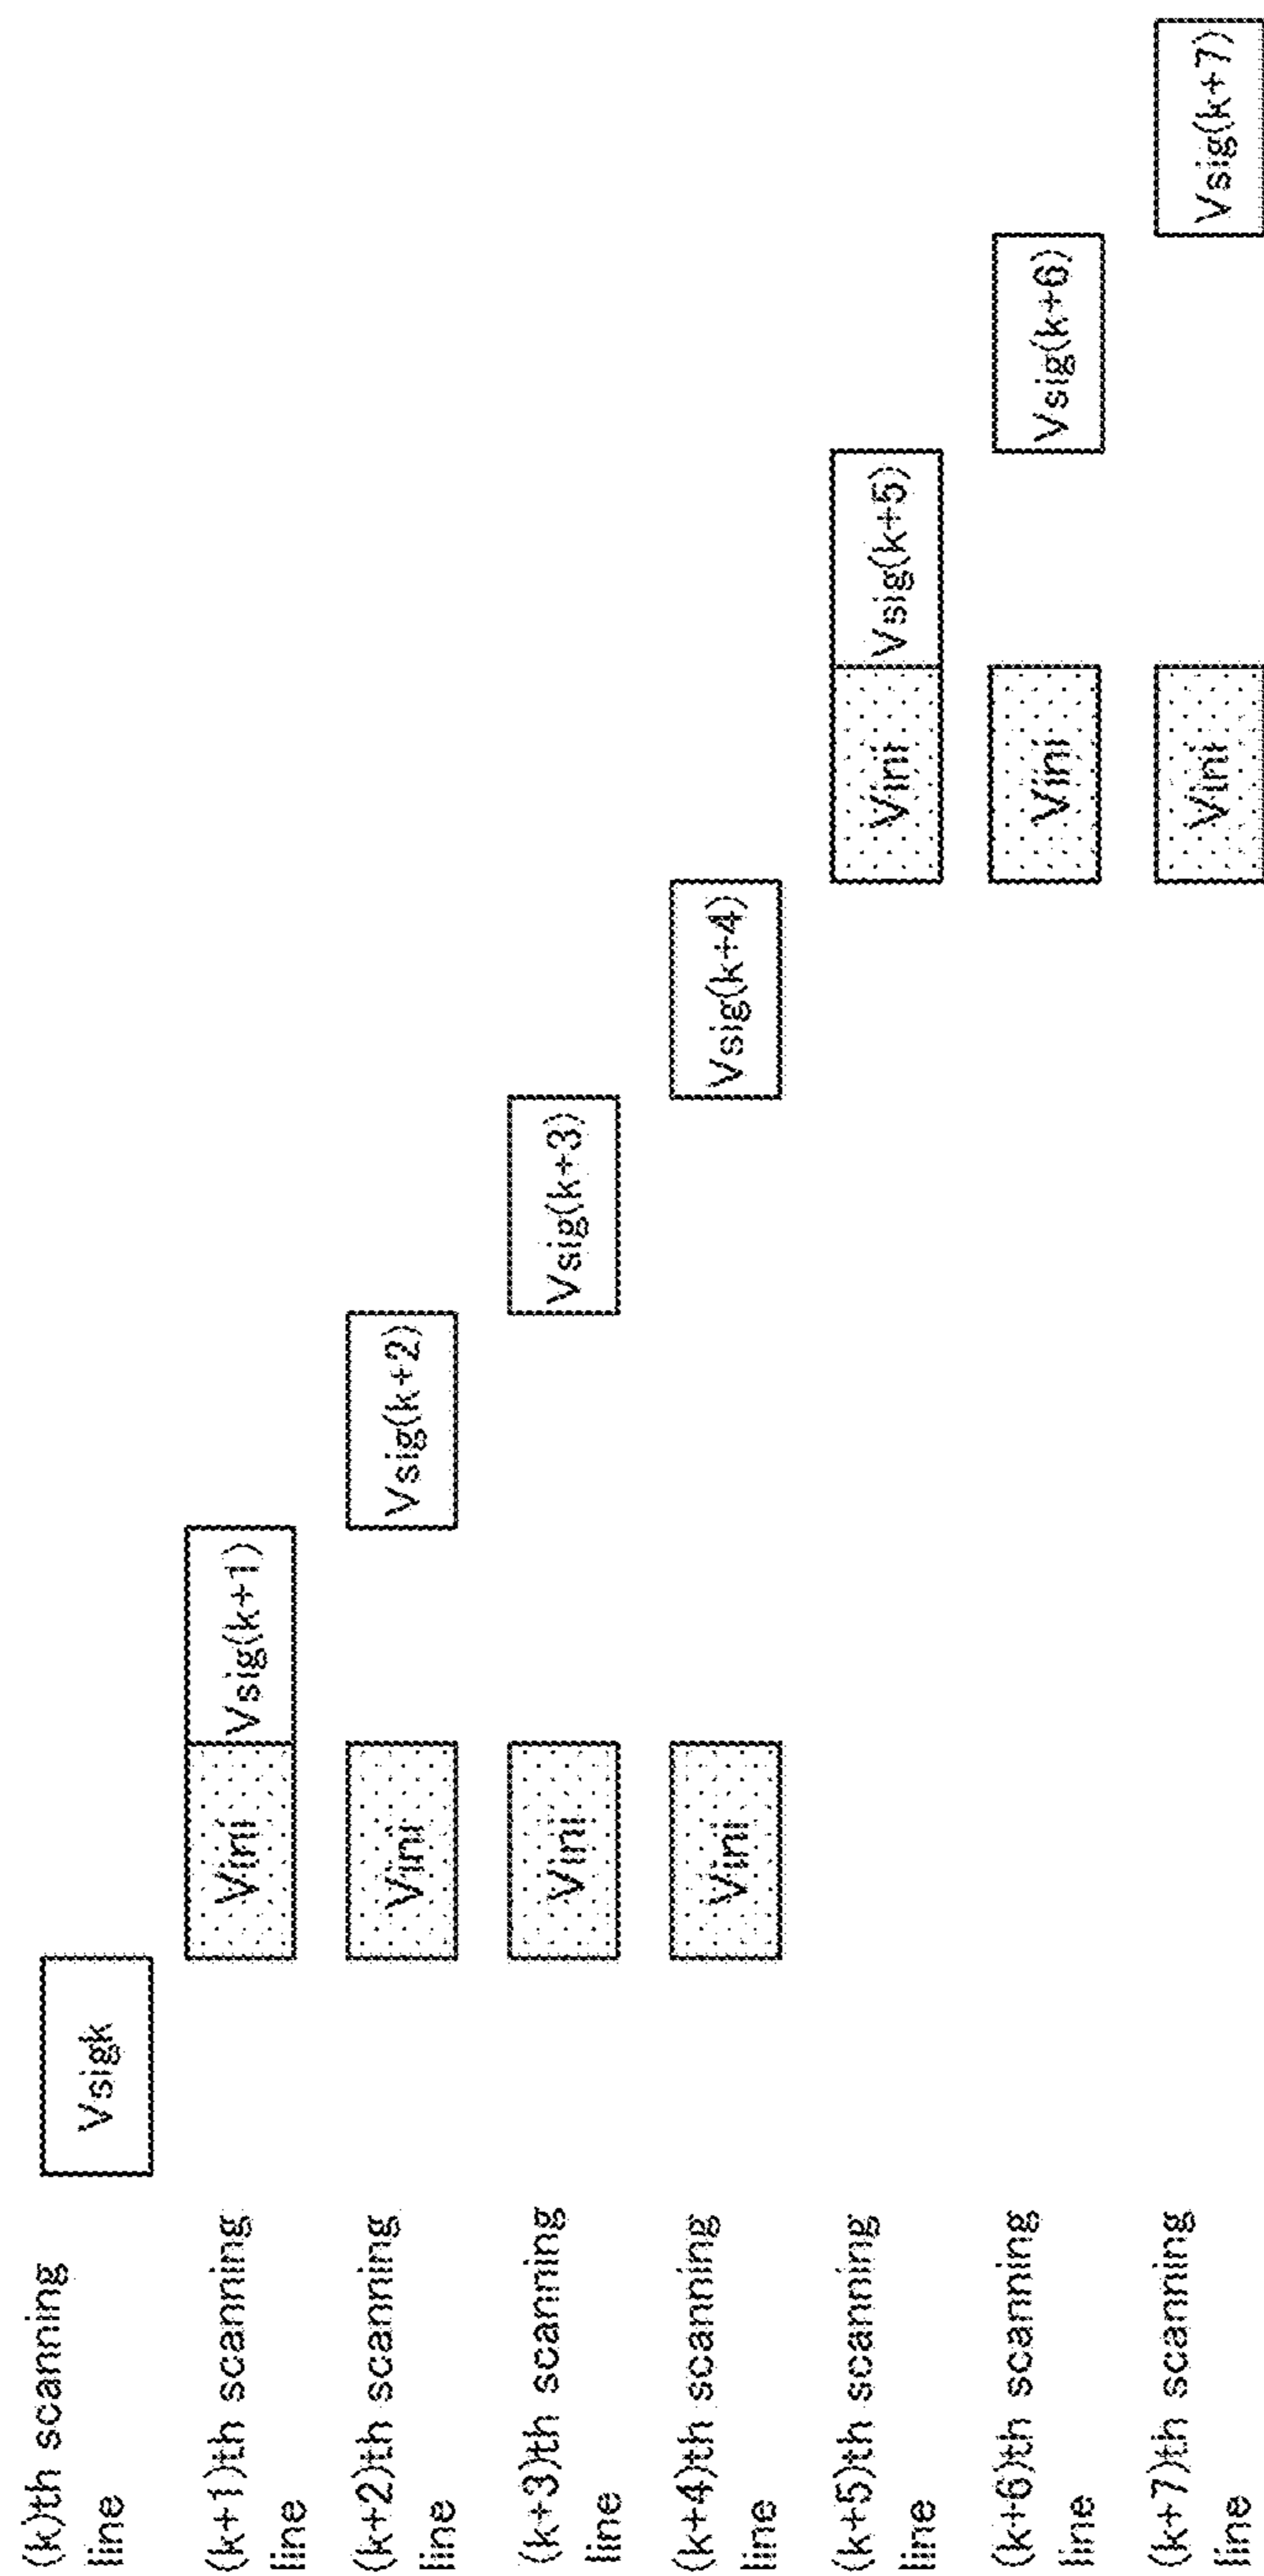 (k)th scanning
line
Vsigk
(k+1)th scanning
line
Vini
Vsig(k+1)
(k+2)th scanning
line
Vini
Vsig(k+2)
(k+3)th scanning
line
Vini
Vsig(k+3)
(k+4)th scanning
line
Vini
Vsig(k+4)
(k+5)th scanning
line
Vini
Vsig(k+5)
(k+6)th scanning
line
Vini
Vsig(k+6)
(k+7)th scanning
line
Vini
Vsig(k+7)